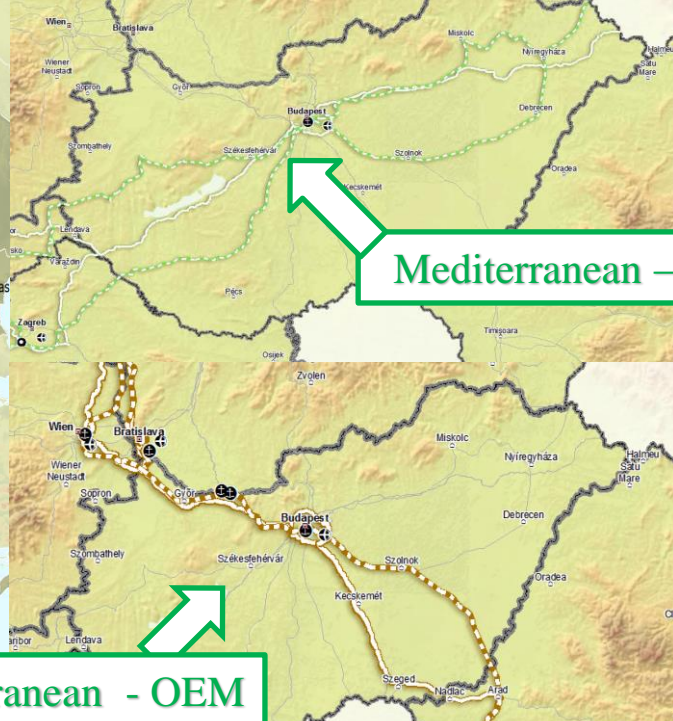 Wien
Bratislava
Miskolc
Wiener
Neustadt
Nyíregyháza
Halmeu
Satu
Mare
Sopron
Győr
Budapest
Debrecen
Szombathely
Székesfehérvár
Szolnok
Oradea
Kecskemét
Lendava
Varaždin
Mediterranean –
Pécs
Zagreb
Timisoara
Osijek
Zvolen
Wien
Bratislava
Miskolc
Wiener
Neustadt
Nyíregyháza
Halmeu
Satu
Mare
Sopron
Győr
Budapest
Debrecen
Szombathely
Székesfehérvár
Szolnok
Oradea
Kecskemét
aribor
Lendava
ranean - OEM
Szeged
Nadlac
Arad